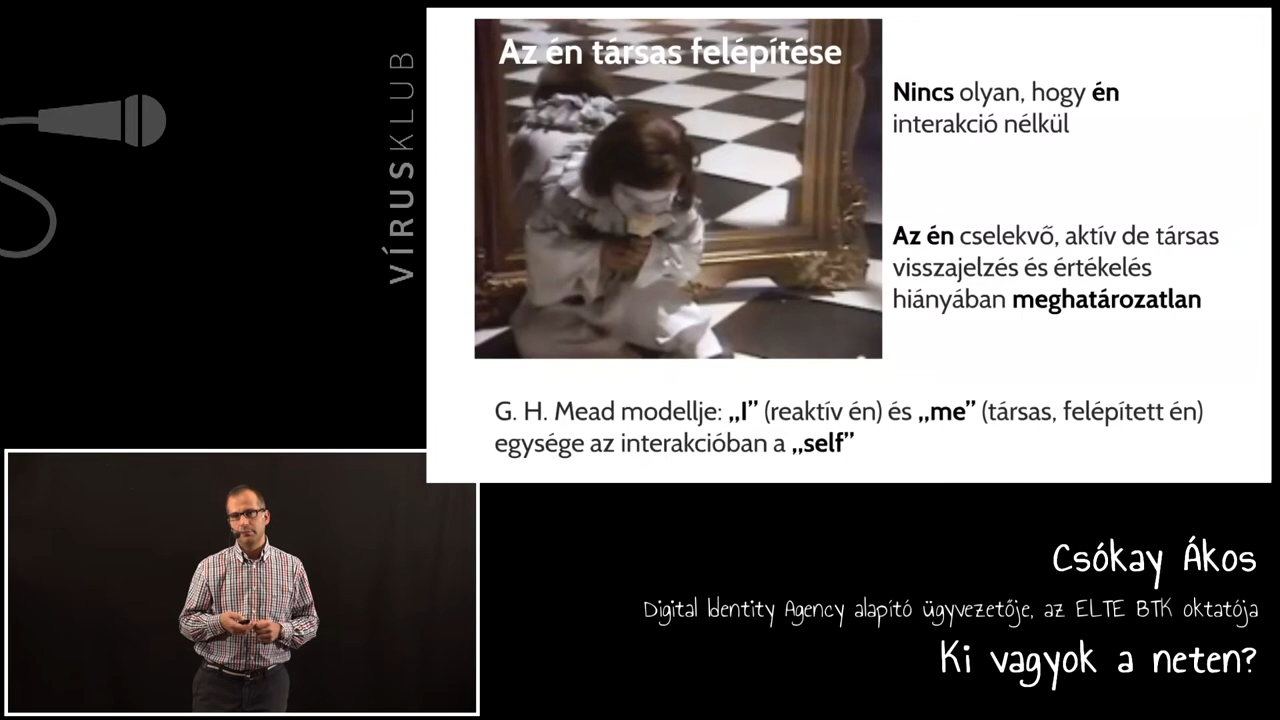 VÍRUSKLUB
Az én társas felépítése
Nincs olyan, hogy én
interakció nélkül
Az én cselekvő, aktív de társas
visszajelzés és értékelés
hiányában meghatározatlan
G. H. Mead modellje: „I” (reaktív én) és „me” (társas, felépített én)
egysége az interakcióban a „self”
Csókay Ákos
Digital Identity Agency alapító ügyvezetője, az ELTE BTK oktatója
Ki vagyok a neten?